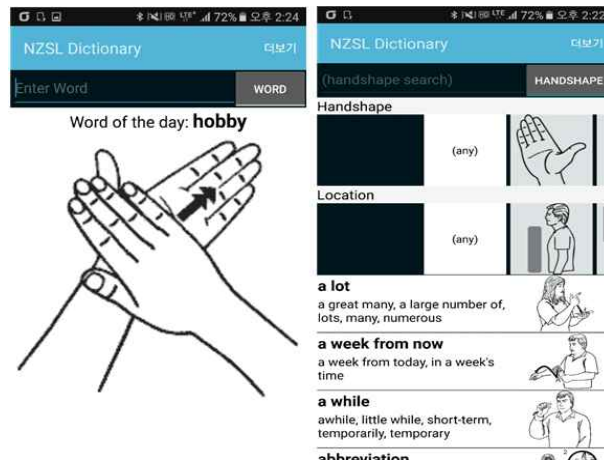 72% 오후 2:24
NZSL Dictionary 더보기
Enter Word WORD
Word of the day: hobby
LTE 72% 오후 2:22
NZSL Dictionary 더보기
(handshape search) HANDSHAPE
Handshape
(any)
Location
(any)
a lot
a great many, a large number of,
lots, many, numerous
a week from now
a week from today, in a week's
time
a while
awhile, little while, short-term,
temporarily, temporary
abbreviation